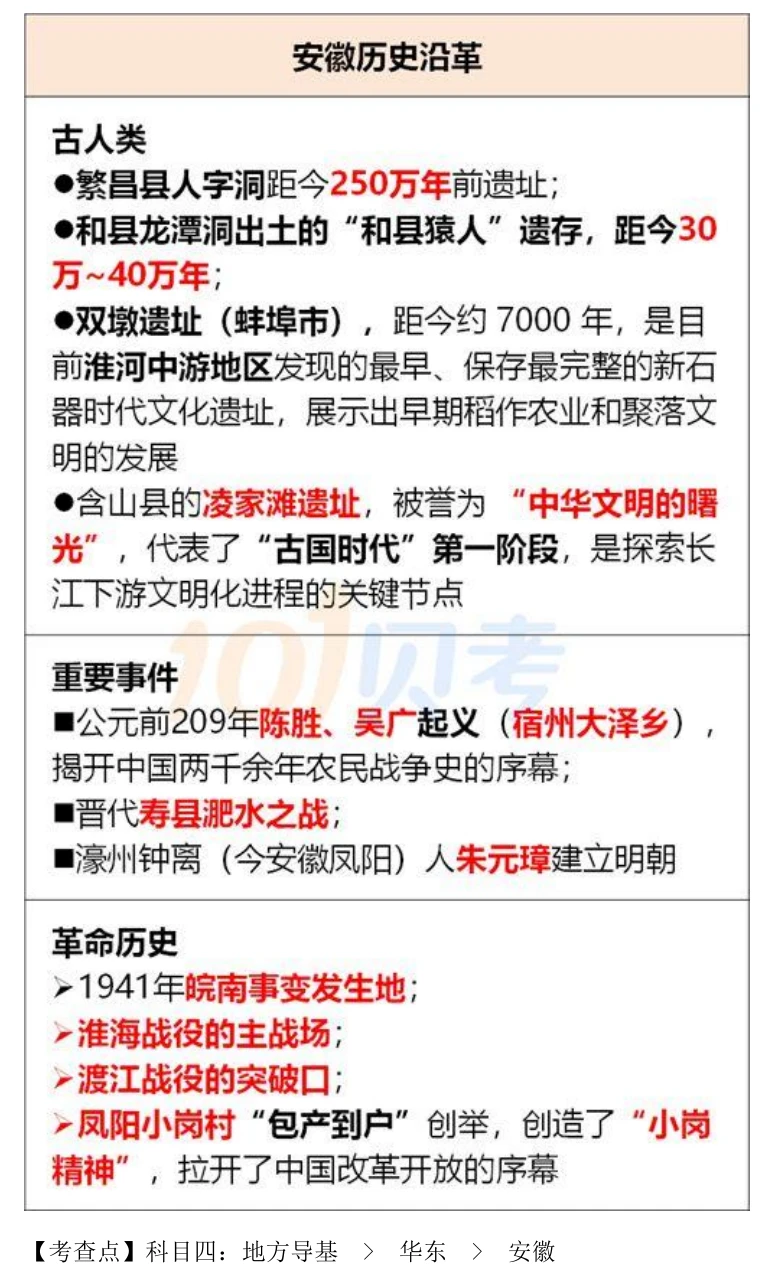 安徽历史沿革
古人类
●繁昌县人字洞距今250万年前遗址；
●和县龙潭洞出土的“和县猿人”遗存，距今30
万~40万年；
●双墩遗址（蚌埠市），距今约 7000 年，是目
前淮河中游地区发现的最早、保存最完整的新石
器时代文化遗址，展示出早期稻作农业和聚落文
明的发展
●含山县的凌家滩遗址，被誉为 “中华文明的曙
光”，代表了“古国时代”第一阶段，是探索长
江下游文明化进程的关键节点
101贝考
重要事件
■公元前209年陈胜、吴广起义（宿州大泽乡），
揭开中国两千余年农民战争史的序幕；
■晋代寿县淝水之战；
■濠州钟离（今安徽凤阳）人朱元璋建立明朝
革命历史
➢1941年皖南事变发生地；
➢淮海战役的主战场；
➢渡江战役的突破口；
➢凤阳小岗村“包产到户”创举，创造了“小岗
精神”，拉开了中国改革开放的序幕
【考查点】科目四：地方导基 > 华东 > 安徽